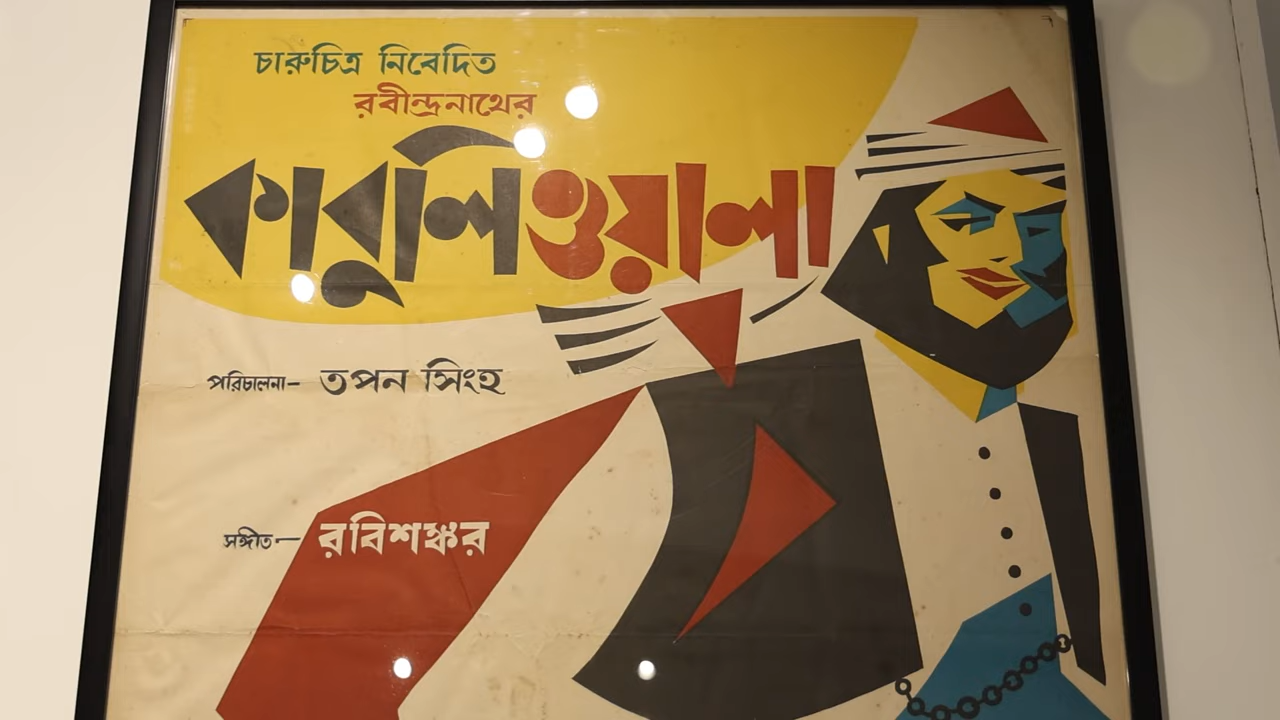 চারুচিত্র নিবেদিত
রবীন্দ্রনাথের
কাবুলিওয়ালা
পরিচালনা– তপন সিংহ
সঙ্গীত– রবিশঙ্কর